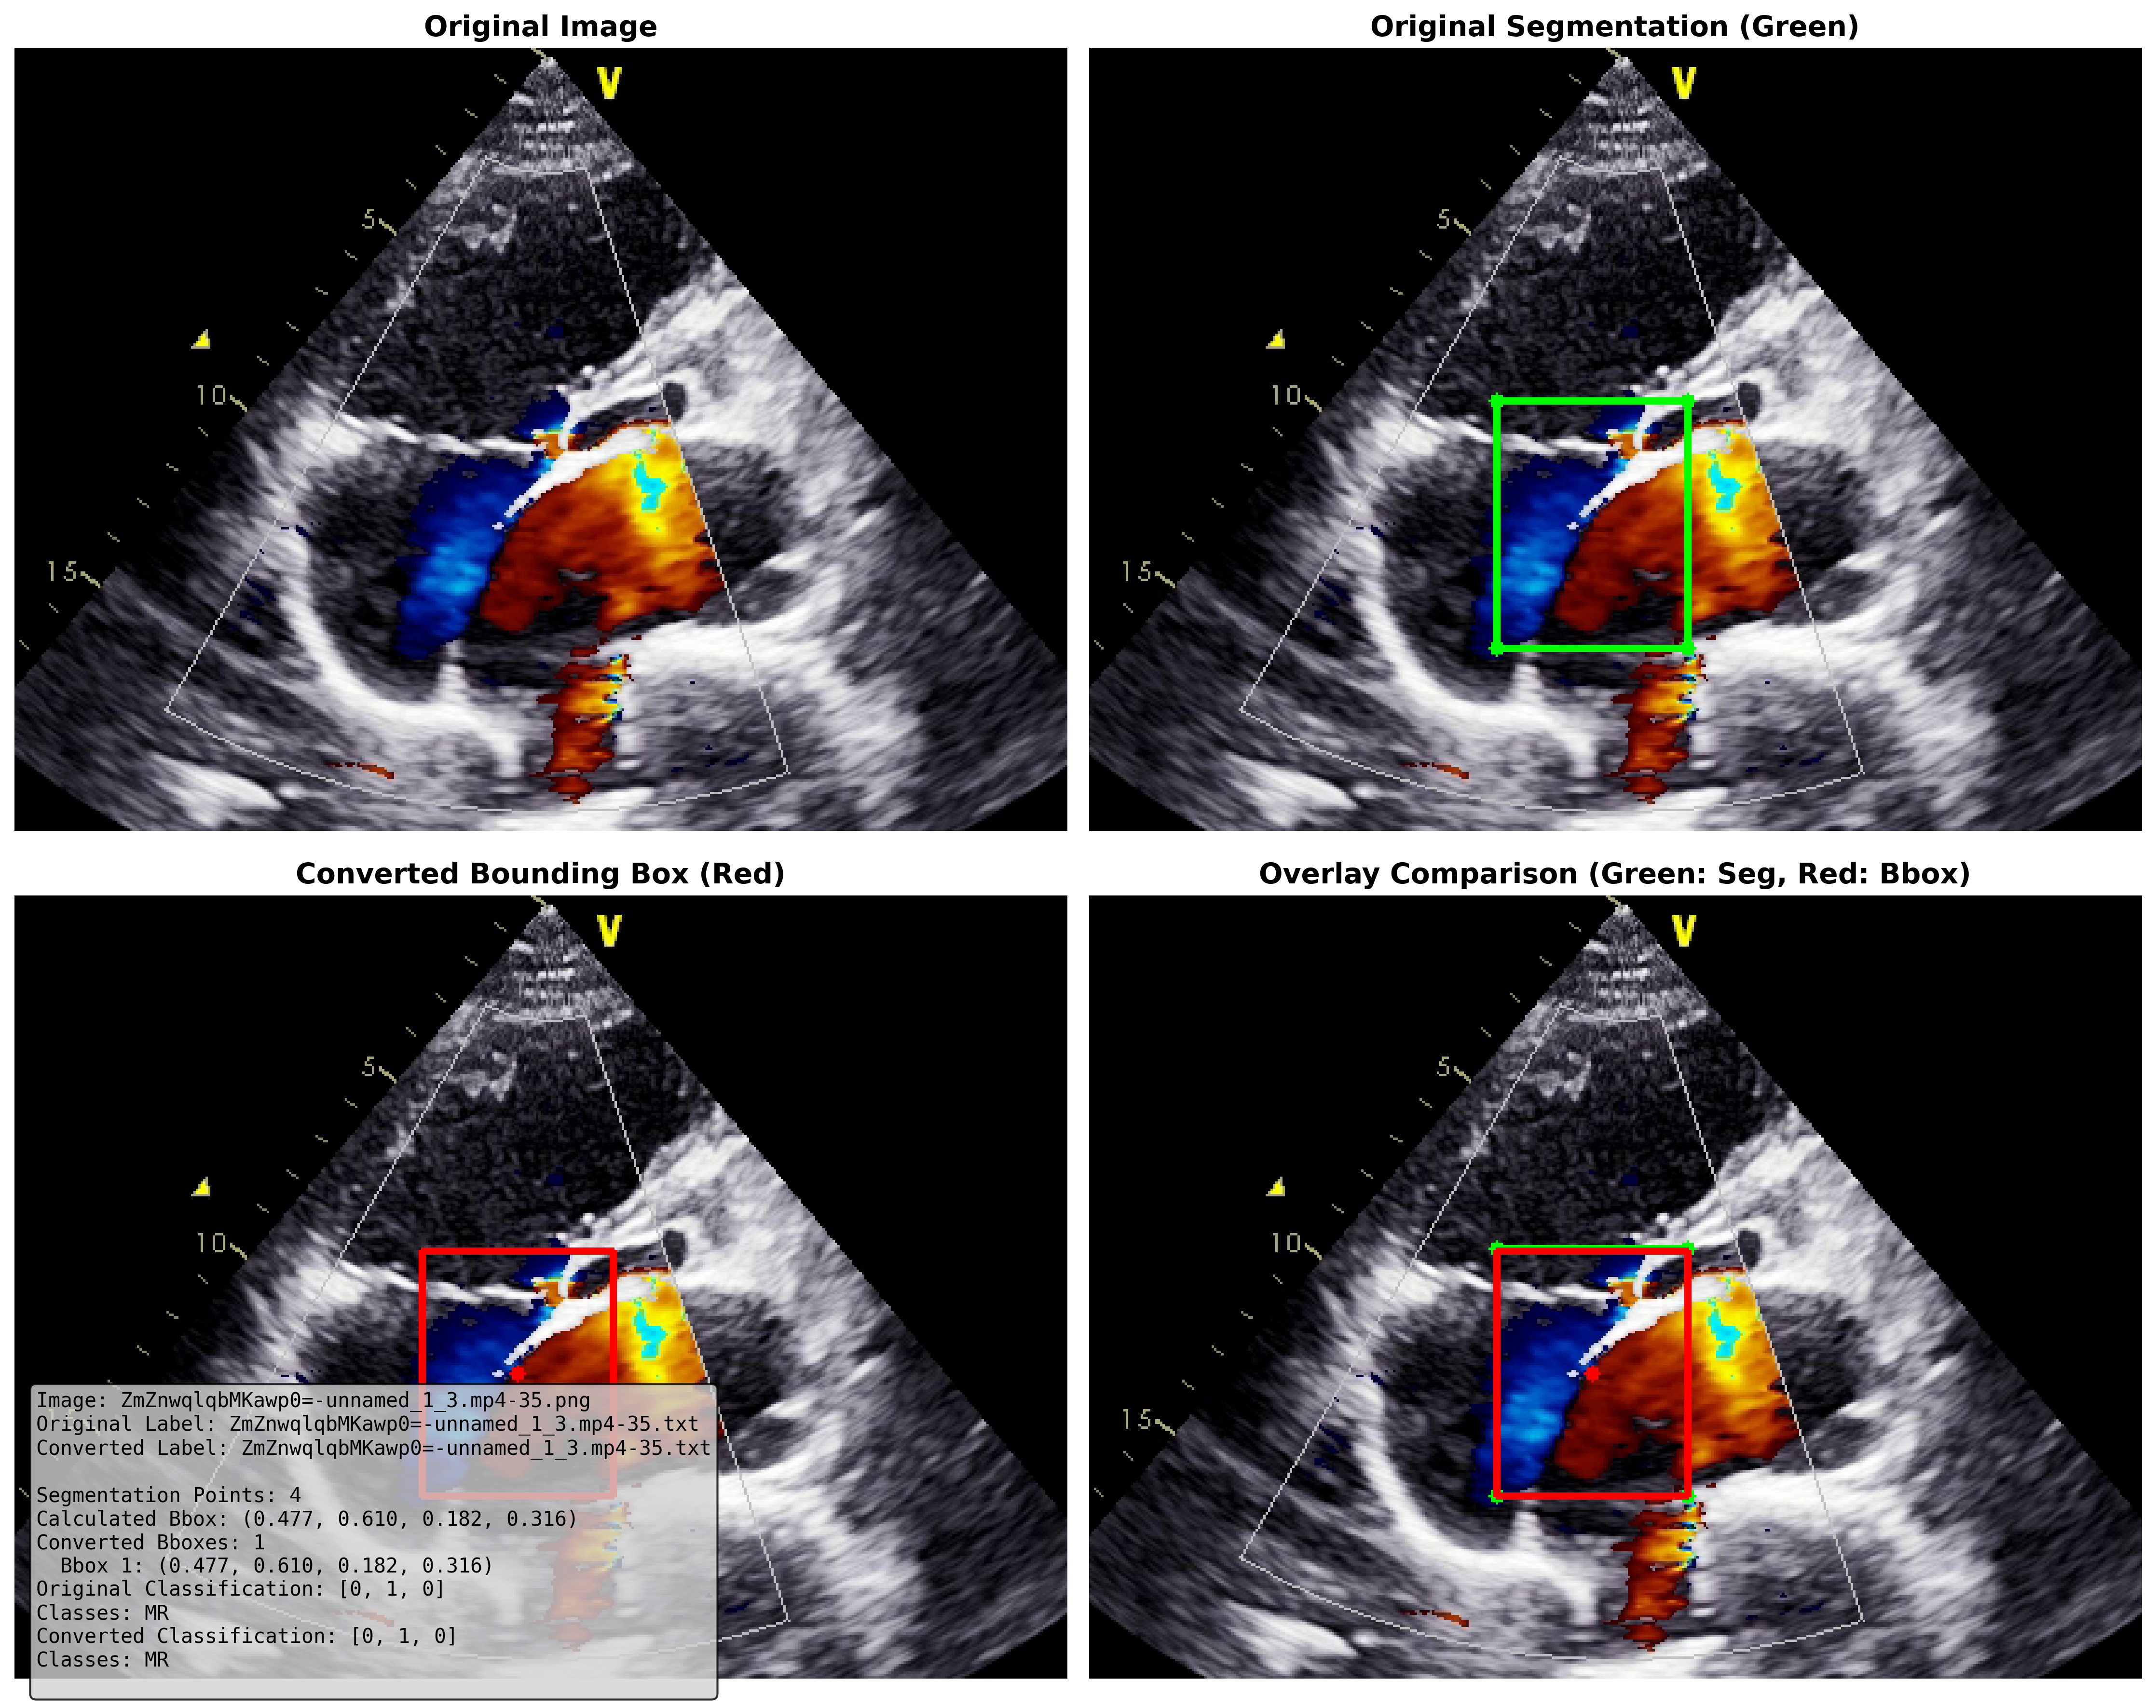 Original Image
V
5
10
15
Original Segmentation (Green)
V
5
10
15
Converted Bounding Box (Red)
V
5
10
Image: ZmZnwqlqbMKawp0=-unnamed_1_3.mp4-35.png
Original Label: ZmZnwqlqbMKawp0=-unnamed_1_3.mp4-35.txt
Converted Label: ZmZnwqlqbMKawp0=-unnamed_1_3.mp4-35.txt
Segmentation Points: 4
Calculated Bbox: (0.477, 0.610, 0.182, 0.316)
Converted Bboxes: 1
Bbox 1: (0.477, 0.610, 0.182, 0.316)
Original Classification: [0, 1, 0]
Classes: MR
Converted Classification: [0, 1, 0]
Classes: MR
Overlay Comparison (Green: Seg, Red: Bbox)
V
5
10
15